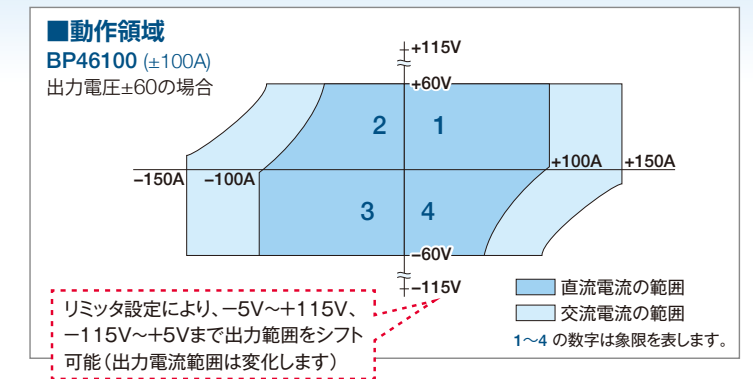 ■動作領域
BP46100 (±100A)
出力電圧±60の場合
+115V
+60V
2 1
−150A −100A +100A +150A
3 4
−60V
−115V
リミッタ設定により、−5V〜+115V、
−115V〜+5Vまで出力範囲をシフト
可能(出力電流範囲は変化します)
直流電流の範囲
交流電流の範囲
1〜4 の数字は象限を表します。